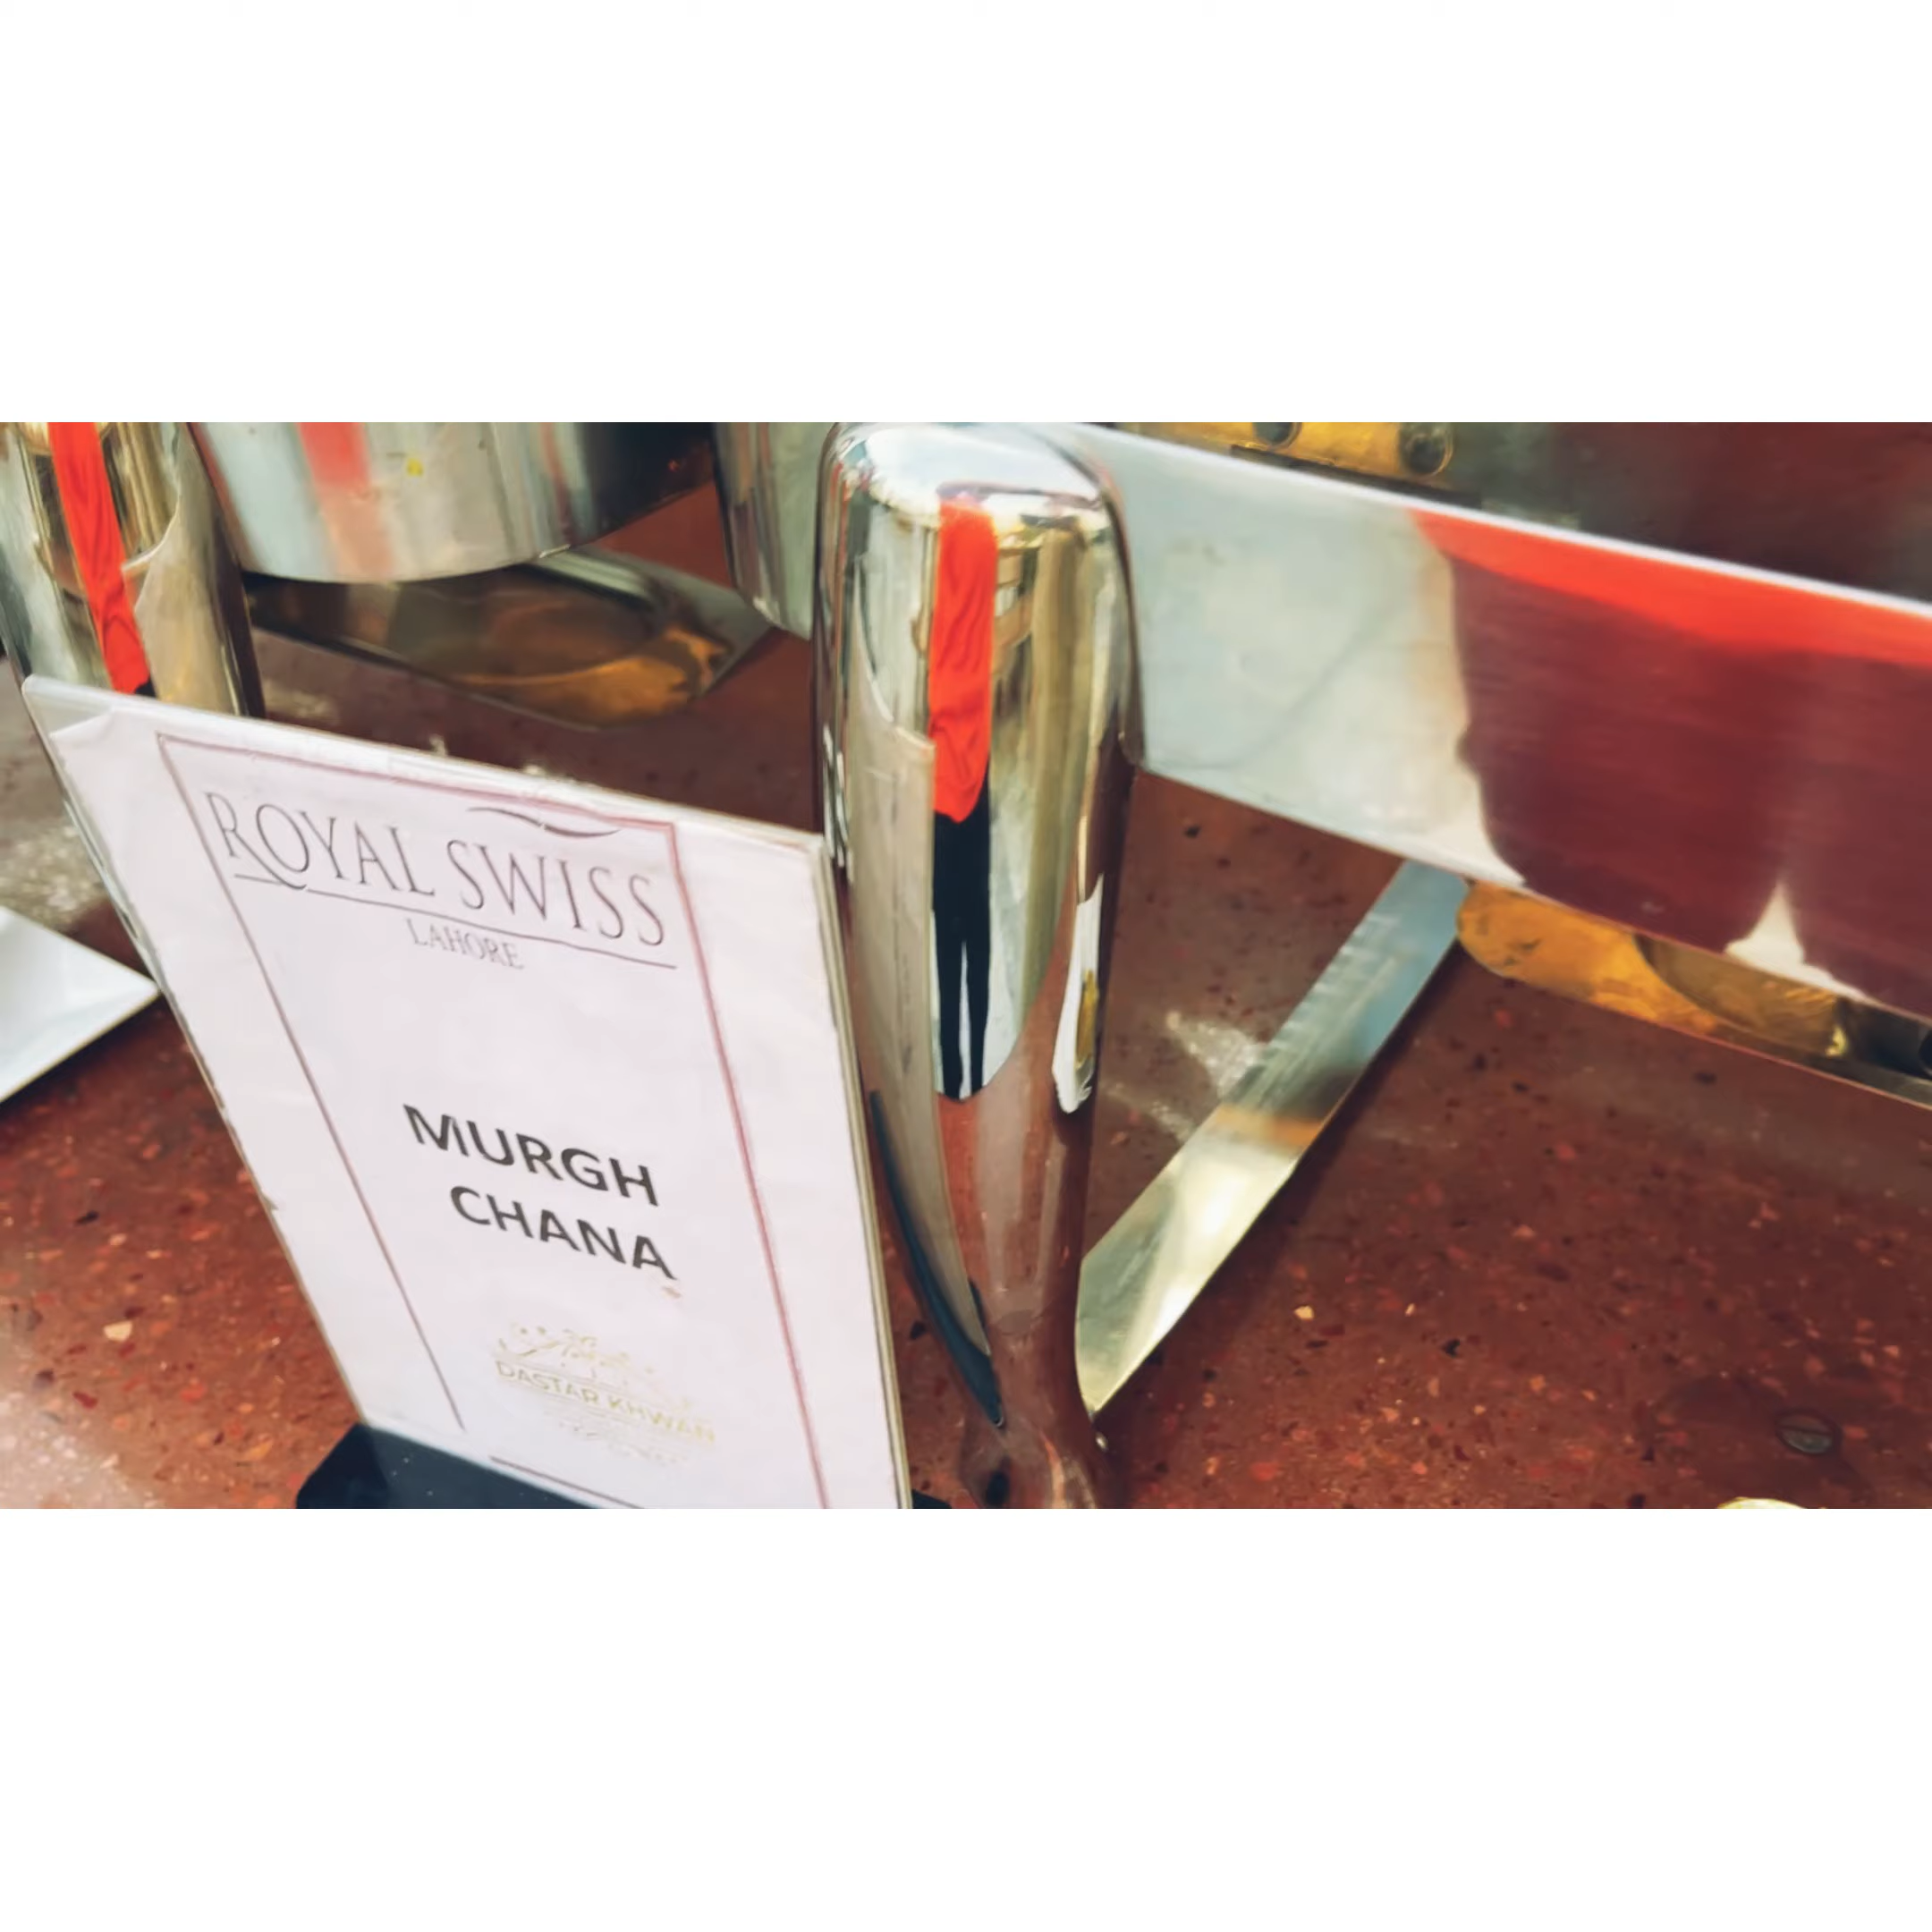 ROYAL SWISS
LAHORE
MURGH
CHANA
DASTAR KHWAN